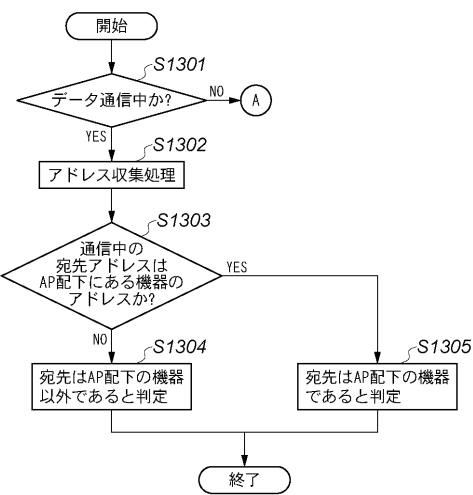 開始
S1301
データ通信中か?
NO
A
YES
S1302
アドレス収集処理
S1303
通信中の
宛先アドレスは
AP配下にある機器の
アドレスか?
YES
NO
S1304
宛先はAP配下の機器
以外であると判定
S1305
宛先はAP配下の機器
であると判定
終了